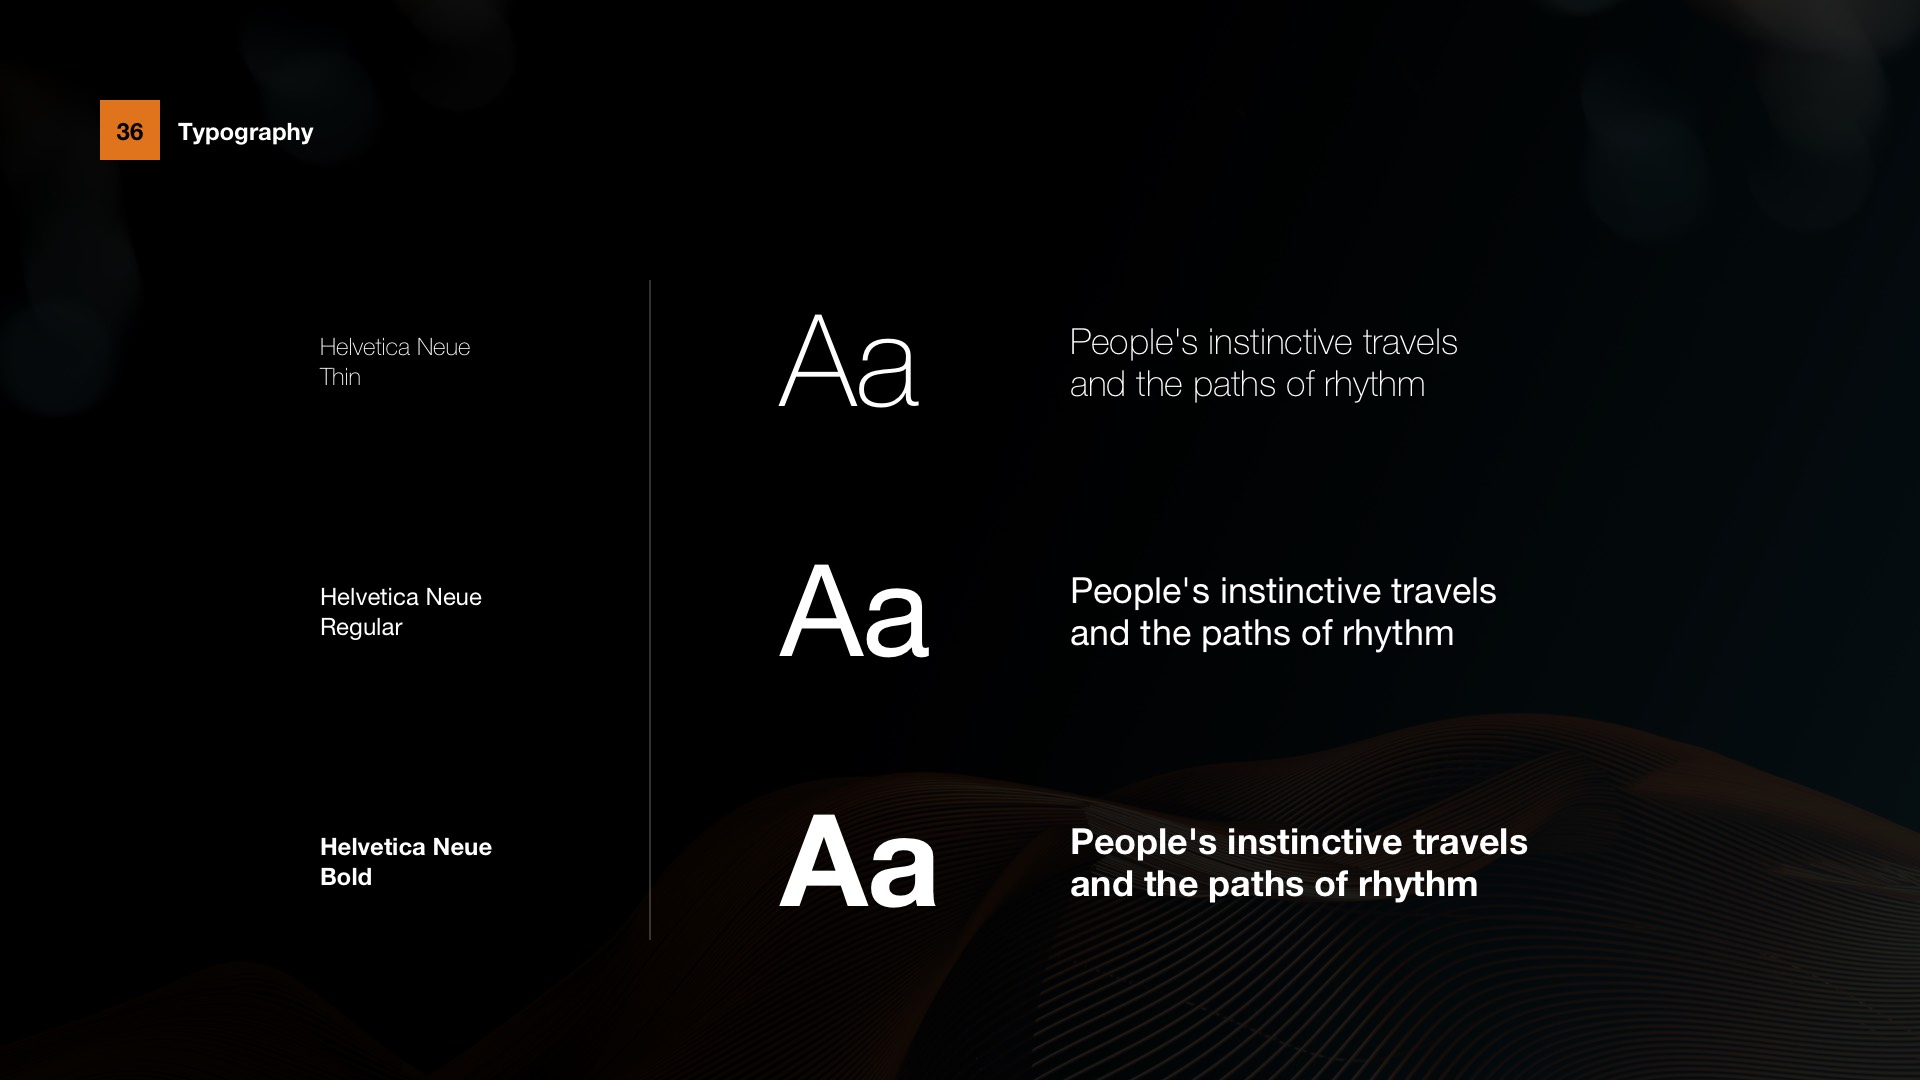 36 Typography
Helvetica Neue
Thin
Aa
People's instinctive travels
and the paths of rhythm
Helvetica Neue
Regular
Aa
People's instinctive travels
and the paths of rhythm
Helvetica Neue
Bold
Aa
People's instinctive travels
and the paths of rhythm